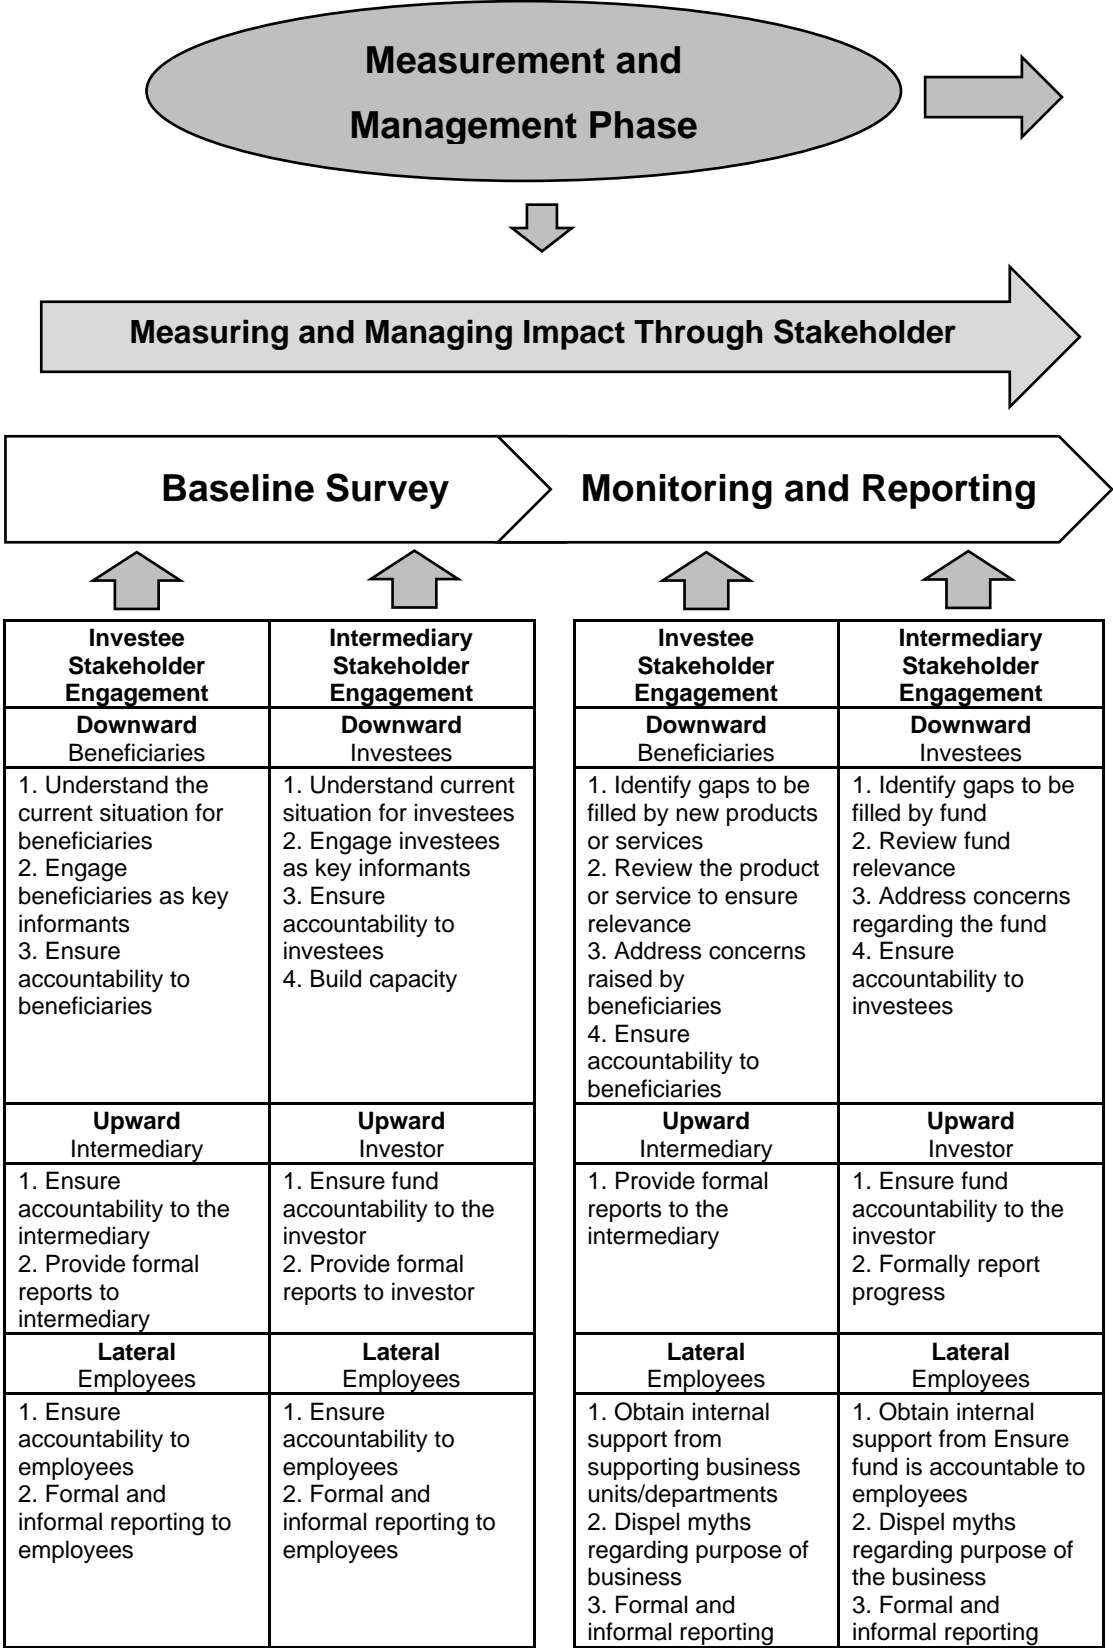 Measurement and
Management Phase
Measuring and Managing Impact Through Stakeholder
Baseline Survey
Monitoring and Reporting
Investee
Stakeholder
Engagement
Intermediary
Stakeholder
Engagement
Downward
Beneficiaries
Downward
Investees
1. Understand the
current situation for
beneficiaries
2. Engage
beneficiaries as key
informants
3. Ensure
accountability to
beneficiaries
1. Understand current
situation for investees
2. Engage investees
as key informants
3. Ensure
accountability to
investees
4. Build capacity
Upward
Intermediary
Upward
Investor
1. Ensure
accountability to the
intermediary
2. Provide formal
reports to
intermediary
1. Ensure fund
accountability to the
investor
2. Provide formal
reports to investor
Lateral
Employees
Lateral
Employees
1. Ensure
accountability to
employees
2. Formal and
informal reporting to
employees
1. Ensure
accountability to
employees
2. Formal and
informal reporting to
employees
Investee
Stakeholder
Engagement
Intermediary
Stakeholder
Engagement
Downward
Beneficiaries
Downward
Investees
1. Identify gaps to be
filled by new products
or services
2. Review the product
or service to ensure
relevance
3. Address concerns
raised by
beneficiaries
4. Ensure
accountability to
beneficiaries
1. Identify gaps to be
filled by fund
2. Review fund
relevance
3. Address concerns
regarding the fund
4. Ensure
accountability to
investees
Upward
Intermediary
Upward
Investor
1. Provide formal
reports to the
intermediary
1. Ensure fund
accountability to the
investor
2. Formally report
progress
Lateral
Employees
Lateral
Employees
1. Obtain internal
support from
supporting business
units/departments
2. Dispel myths
regarding purpose of
business
3. Formal and
informal reporting
1. Obtain internal
support from Ensure
fund is accountable to
employees
2. Dispel myths
regarding purpose of
the business
3. Formal and
informal reporting